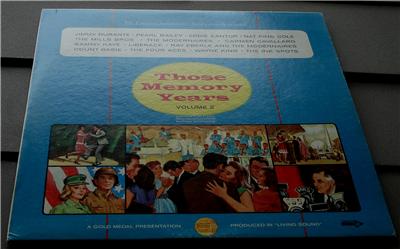 JIMMY DURANTE · PEARL BAILEY · EDDIE CANTOR · NAT KING COLE
THE MILLS BROS. · THE MODERNAIRES · CARMEN CAVALLARO
SAMMY KAYE · LIBERACE · RAY EBERLE AND THE MODERNAIRES
COUNT BASIE · THE FOUR ACES · WAYNE KING · THE INK SPOTS
Those
Memory
Years
VOLUME 2
A GOLD MEDAL PRESENTATION
PRODUCED IN "LIVING SOUND"